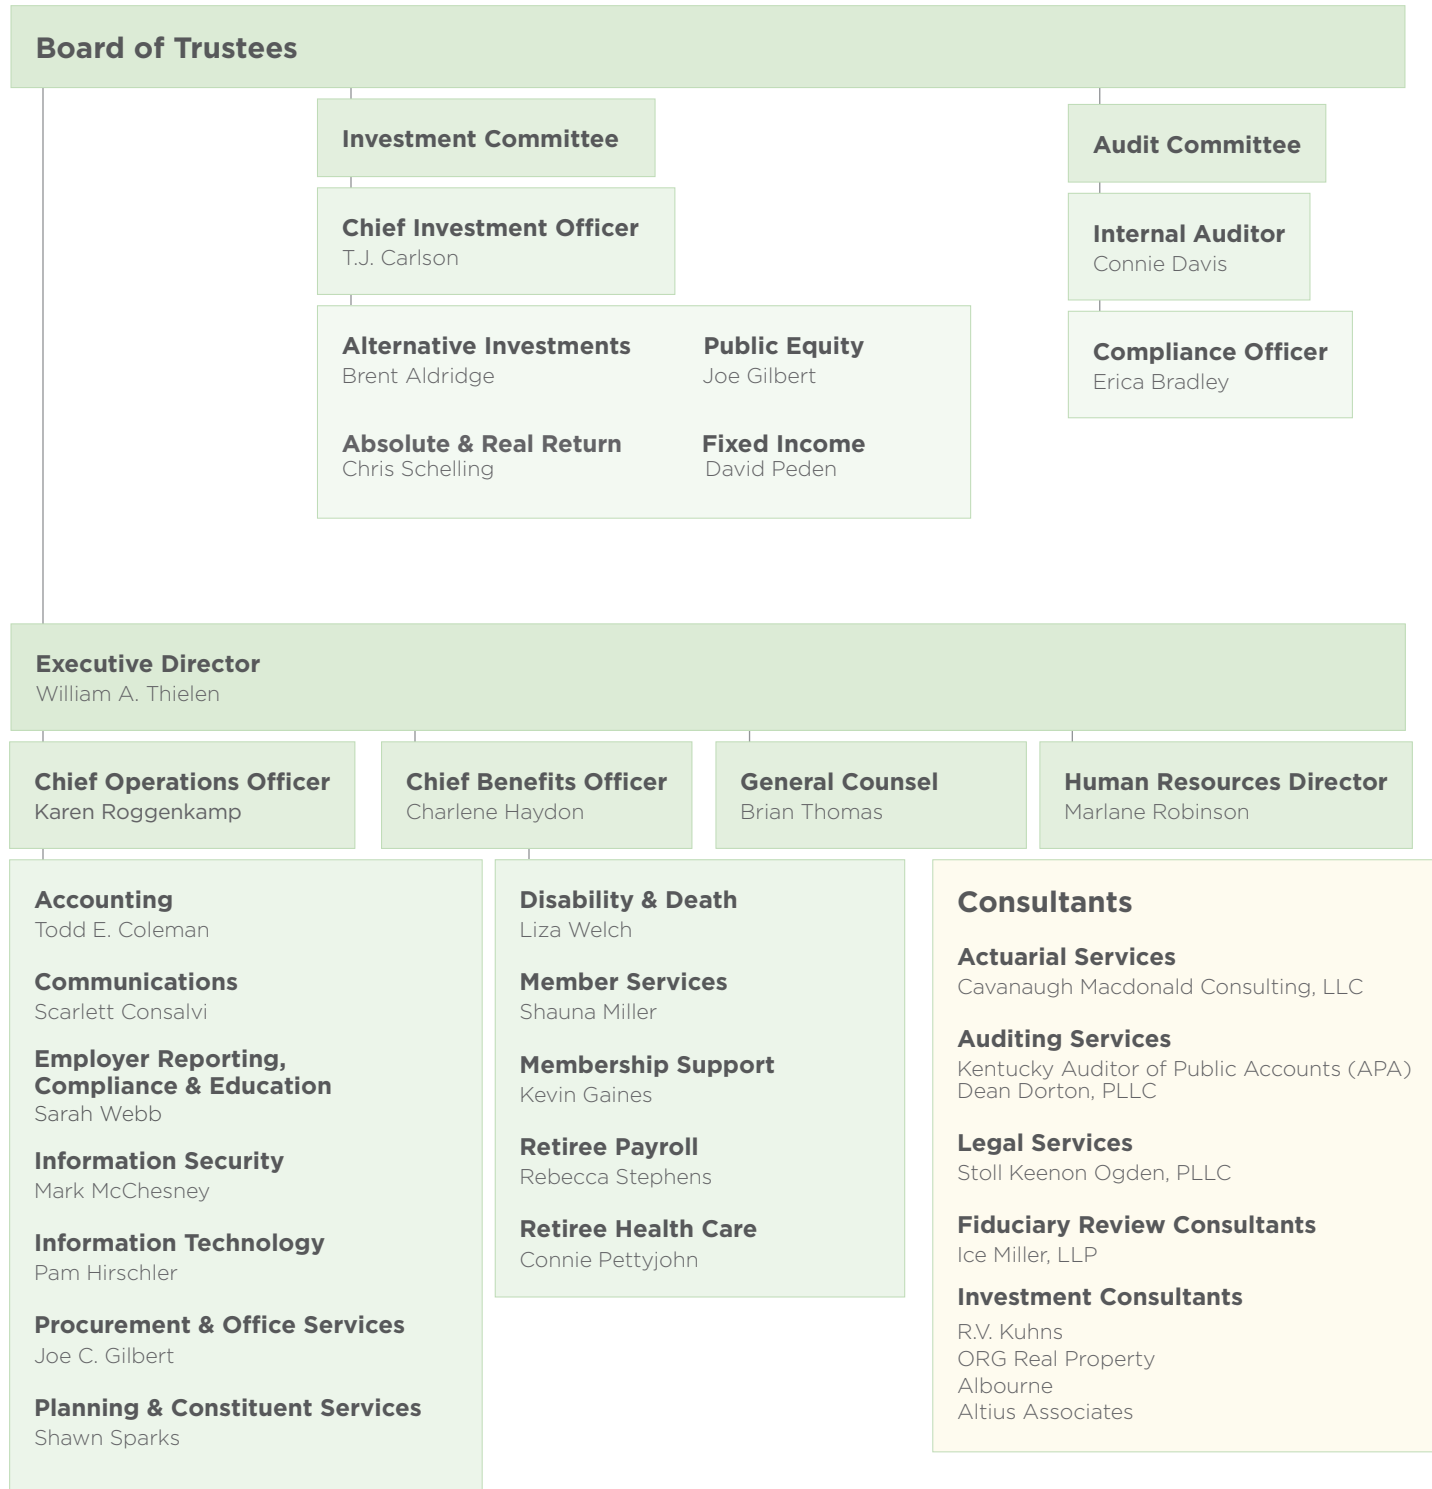 Board of Trustees
Investment Committee
Audit Committee
Chief Investment Officer
T.J. Carlson
Internal Auditor
Connie Davis
Alternative Investments
Brent Aldridge
Public Equity
Joe Gilbert
Absolute & Real Return
Chris Schelling
Fixed Income
David Peden
Compliance Officer
Erica Bradley
Executive Director
William A. Thielen
Chief Operations Officer
Karen Roggenkamp
Chief Benefits Officer
Charlene Haydon
General Counsel
Brian Thomas
Human Resources Director
Marlane Robinson
Accounting
Todd E. Coleman
Communications
Scarlett Consalvi
Employer Reporting,
Compliance & Education
Sarah Webb
Information Security
Mark McChesney
Information Technology
Pam Hirschler
Procurement & Office Services
Joe C. Gilbert
Planning & Constituent Services
Shawn Sparks
Disability & Death
Liza Welch
Member Services
Shauna Miller
Membership Support
Kevin Gaines
Retiree Payroll
Rebecca Stephens
Retiree Health Care
Connie Pettyjohn
Consultants
Actuarial Services
Cavanaugh Macdonald Consulting, LLC
Auditing Services
Kentucky Auditor of Public Accounts (APA)
Dean Dorton, PLLC
Legal Services
Stoll Keenon Ogden, PLLC
Fiduciary Review Consultants
Ice Miller, LLP
Investment Consultants
R.V. Kuhns
ORG Real Property
Albourne
Altius Associates